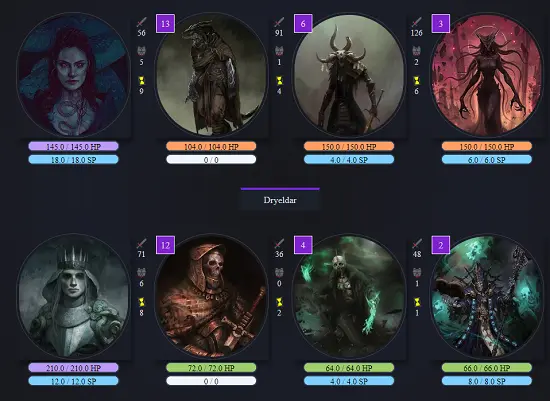 13 6 3
56 91 126
5 1 2
9 4 6
145.0 / 145.0 HP 104.0 / 104.0 HP 150.0 / 150.0 HP 150.0 / 150.0 HP
18.0 / 18.0 SP 0 / 0 4.0 / 4.0 SP 6.0 / 6.0 SP
Dryeldar
12 4 2
71 36 48
6 0 1
8 2 1
210.0 / 210.0 HP 72.0 / 72.0 HP 64.0 / 64.0 HP 66.0 / 66.0 HP
12.0 / 12.0 SP 0 / 0 4.0 / 4.0 SP 8.0 / 8.0 SP